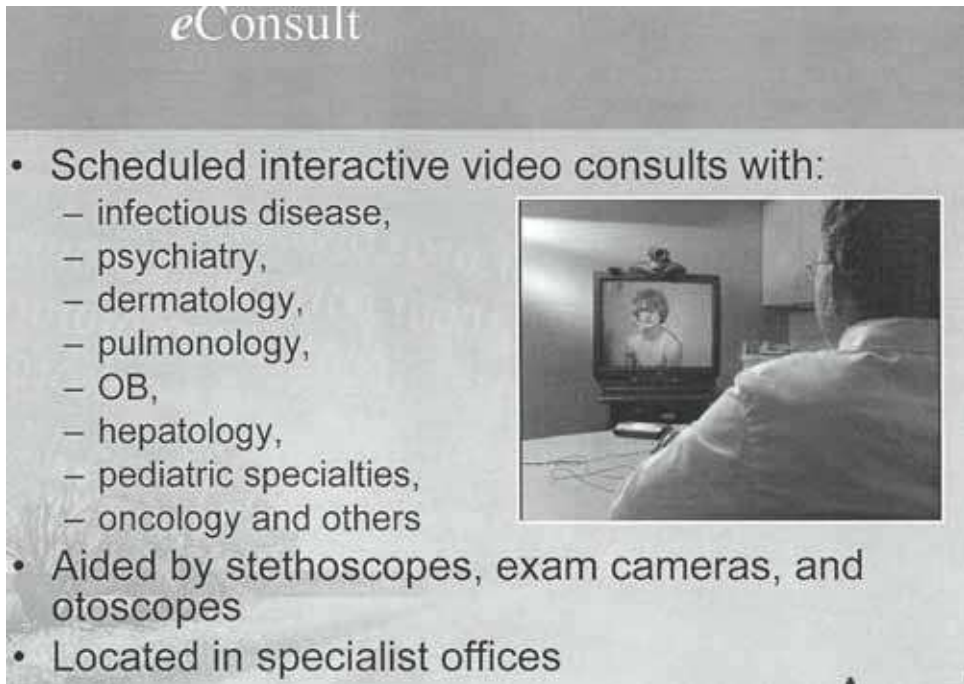 eConsult
• Scheduled interactive video consults with:
– infectious disease,
– psychiatry,
– dermatology,
– pulmonology,
– OB,
– hepatology,
– pediatric specialties,
– oncology and others
• Aided by stethoscopes, exam cameras, and
otoscopes
• Located in specialist offices